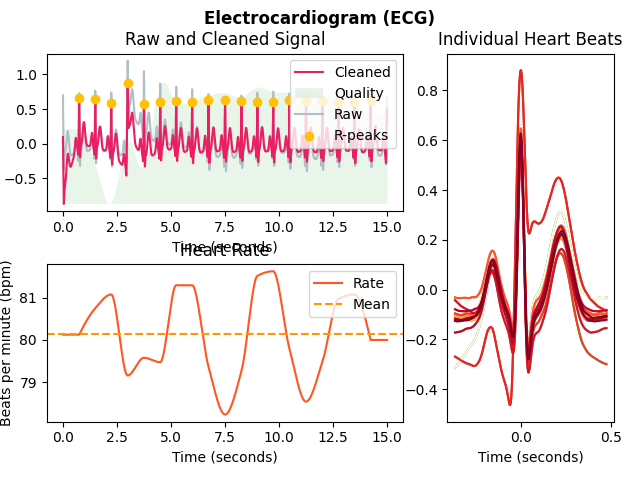 Electrocardiogram (ECG)
Raw and Cleaned Signal
1.0
0.5
0.0
−0.5
Cleaned
Quality
Raw
R-peaks
0.0 2.5 5.0 7.5 10.0 12.5 15.0
Time (seconds)
Heart Rate
Beats per minute (bpm)
81
80
79
Rate
Mean
0.0 2.5 5.0 7.5 10.0 12.5 15.0
Time (seconds)
Individual Heart Beats
0.8
0.6
0.4
0.2
0.0
−0.2
−0.4
0.0 0.5
Time (seconds)